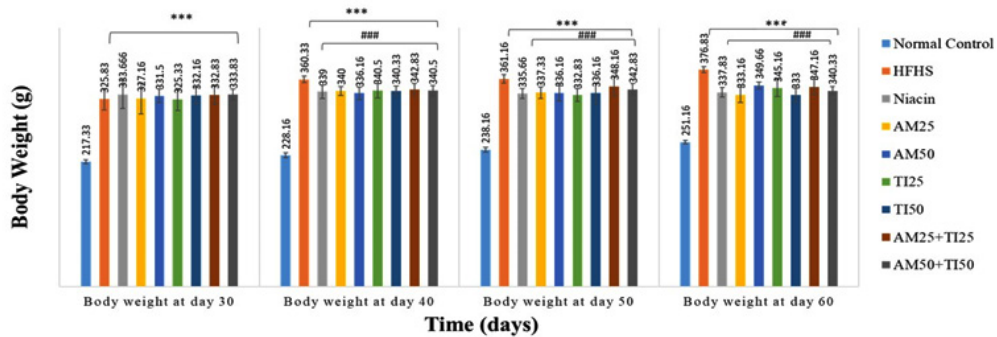 ***
***
###
***
###
***
###
217.33
325.83
383.666
327.16
331.5
325.33
332.16
332.83
333.83
228.16
360.33
339
340
336.16
340.5
340.33
342.83
340.5
238.16
361.16
335.66
337.33
336.16
332.83
336.16
348.16
342.83
251.16
376.83
337.83
333.16
349.66
345.16
333
347.16
340.33
Body Weight (g)
Body weight at day 30
Body weight at day 40
Body weight at day 50
Body weight at day 60
Time (days)
Normal Control
HFHS
Niacin
AM25
AM50
TI25
TI50
AM25+TI25
AM50+TI50